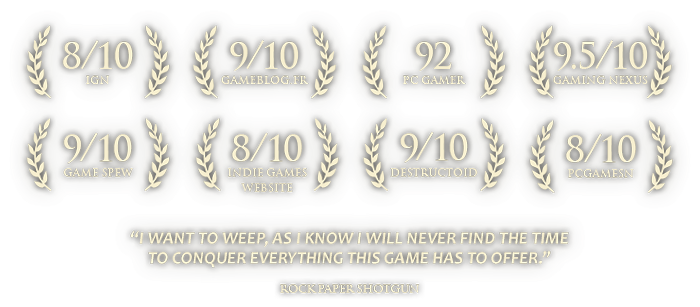 8/10 9/10 92 9.5/10
IGN GAMEBLOG.FR PC GAMER GAMING NEXUS
9/10 8/10 9/10 8/10
GAME SPEW INDIE GAMES DESTRUCTOID PCGAMESN
WEBSITE
“I WANT TO WEEP, AS I KNOW I WILL NEVER FIND THE TIME
TO CONQUER EVERYTHING THIS GAME HAS TO OFFER.”
ROCK PAPER SHOTGUN